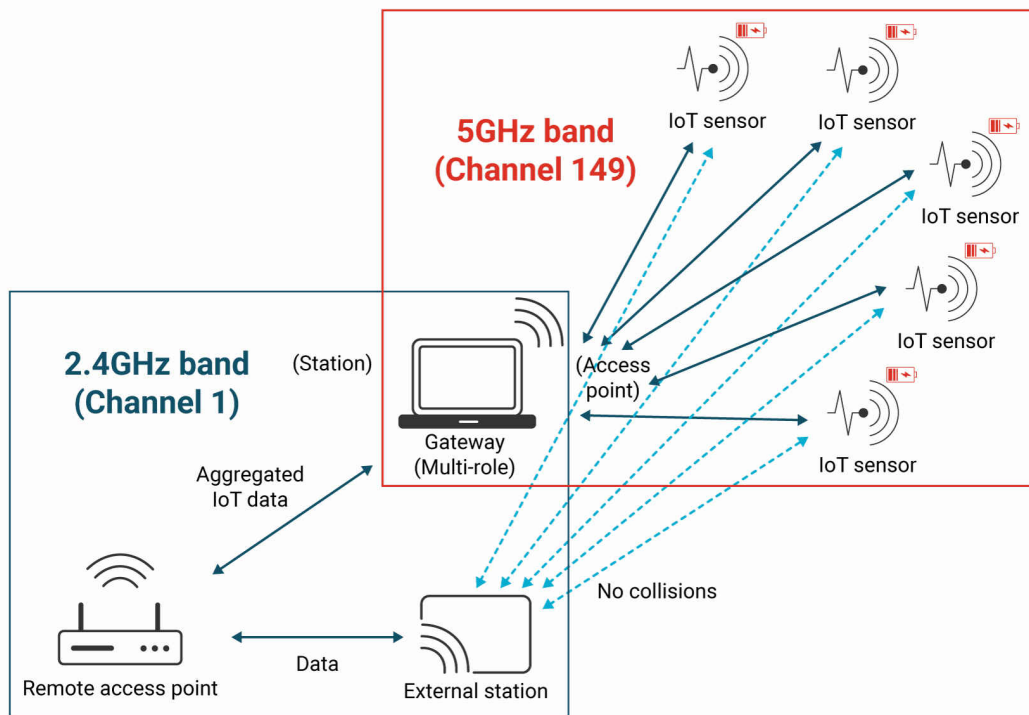 5GHz band
(Channel 149)
IoT sensor
IoT sensor
IoT sensor
IoT sensor
IoT sensor
2.4GHz band
(Channel 1)
(Station)
(Access
point)
Gateway
(Multi-role)
Aggregated
IoT data
No collisions
Data
Remote access point
External station